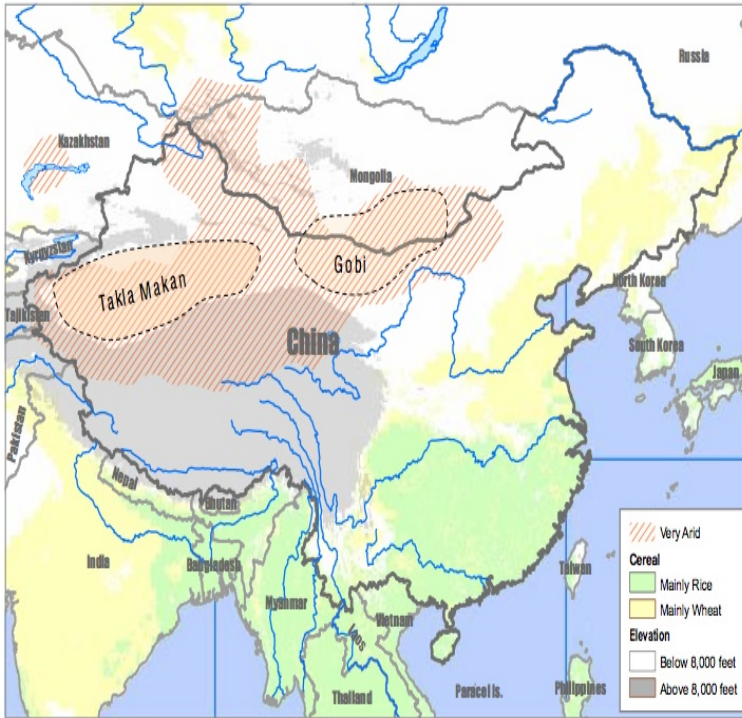 Russia
Kazakhstan
Mongolla
Kyrgyzstan
Takla Makan
Gobi
Tajikistan
China
North Korea
South Korea
Japan
Pakistan
Nepal
Bhutan
India
Bangladesh
Myanmar
Vietnam
Laos
Thailand
Paracel Is.
Taiwan
Philippines
Very Arid
Cereal
Mainly Rice
Mainly Wheat
Elevation
Below 8,000 feet
Above 8,000 feet